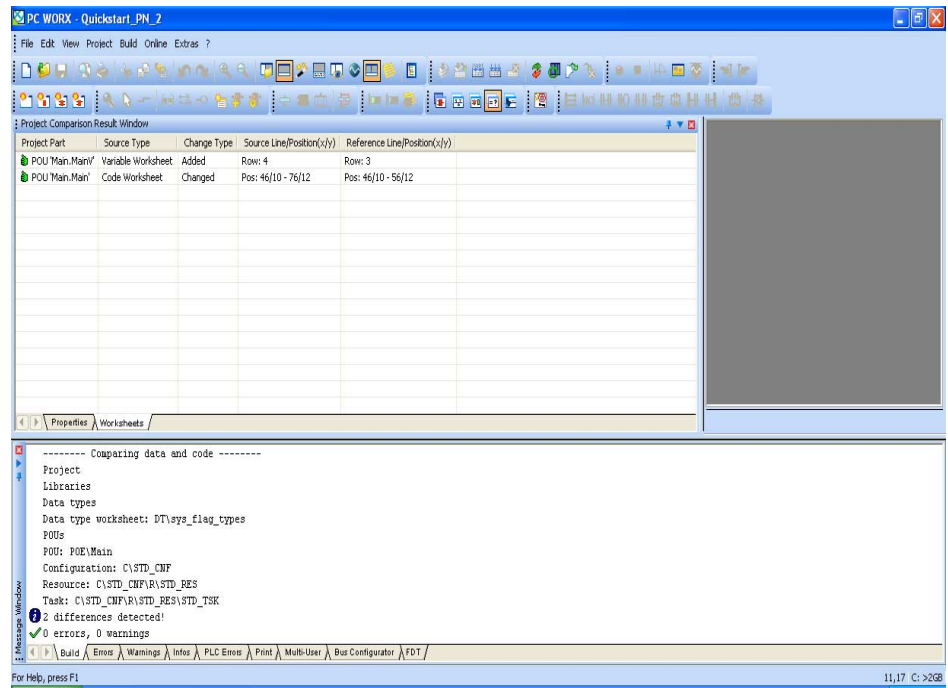 PC WORX - Quickstart_PN_2
File Edit View Project Build Online Extras ?
Project Comparison Result Window
Project Part Source Type Change Type Source Line/Position(x/y) Reference Line/Position(x/y)
POU 'Main.MainV' Variable Worksheet Added Row: 4 Row: 3
POU 'Main.Main' Code Worksheet Changed Pos: 46/10 - 76/12 Pos: 46/10 - 56/12
Properties Worksheets
-------- Comparing data and code --------
Project
Libraries
Data types
Data type worksheet: DT\sys_flag_types
POUs
POU: POE\Main
Configuration: C\STD_CNF
Resource: C\STD_CNF\R\STD_RES
Task: C\STD_CNF\R\STD_RES\STD_TSK
2 differences detected!
0 errors, 0 warnings
Message Window
Build Errors Warnings Infos PLC Errors Print Multi-User Bus Configurator FDT
For Help, press F1 11,17 C: >2GB